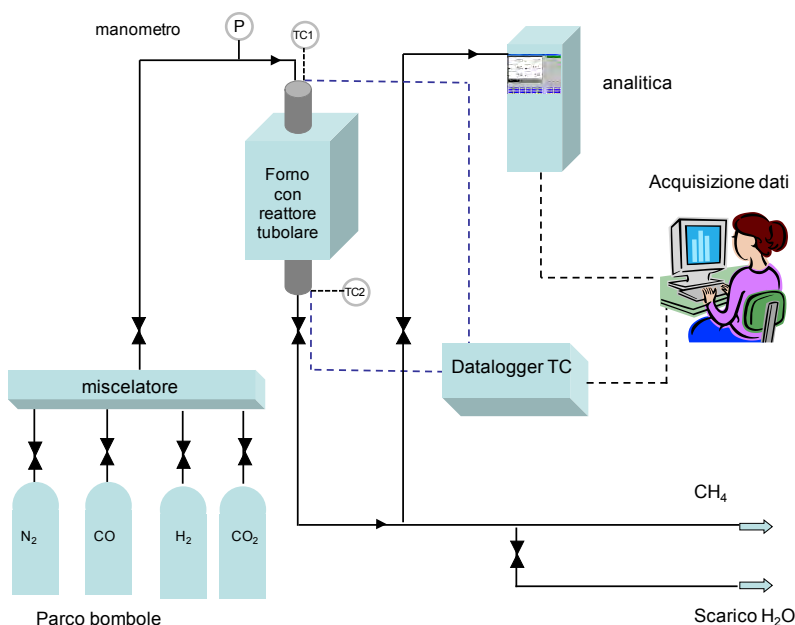 manometro
P
TC1
analitica
Forno
con
reattore
tubolare
Acquisizione dati
TC2
miscelatore
Datalogger TC
N₂
CO
H₂
CO₂
CH₄
Parco bombole
Scarico H₂O